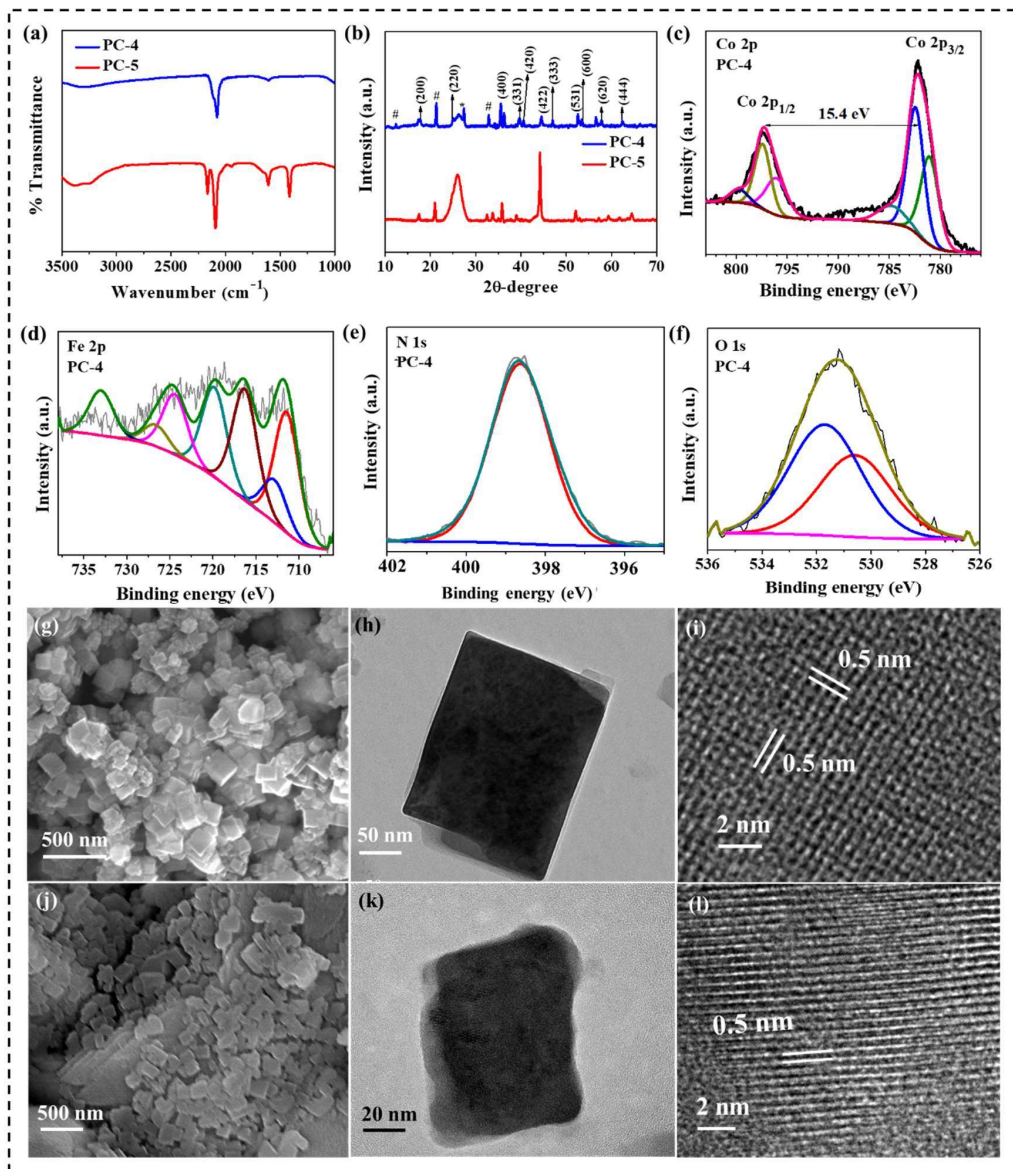 (a)
PC-4
PC-5
% Transmittance
3500 3000 2500 2000 1500 1000
Wavenumber (cm⁻¹)
(b)
#
(200)
#
(220)
*
#
(400)
(331)
(420)
(422)
(333)
(531)
(600)
(620)
(444)
PC-4
PC-5
Intensity (a.u.)
10 20 30 40 50 60 70
2θ-degree
(c)
Co 2p
PC-4
Co 2p3/2
Co 2p1/2
15.4 eV
Intensity (a.u.)
800 795 790 785 780
Binding energy (eV)
(d)
Fe 2p
PC-4
Intensity (a.u.)
735 730 725 720 715 710
Binding energy (eV)
(e)
N 1s
PC-4
Intensity (a.u.)
402 400 398 396
Binding energy (eV)
(f)
O 1s
PC-4
Intensity (a.u.)
536 534 532 530 528 526
Binding energy (eV)
(g)
500 nm
(h)
50 nm
(i)
0.5 nm
0.5 nm
2 nm
(j)
500 nm
(k)
20 nm
(l)
0.5 nm
2 nm